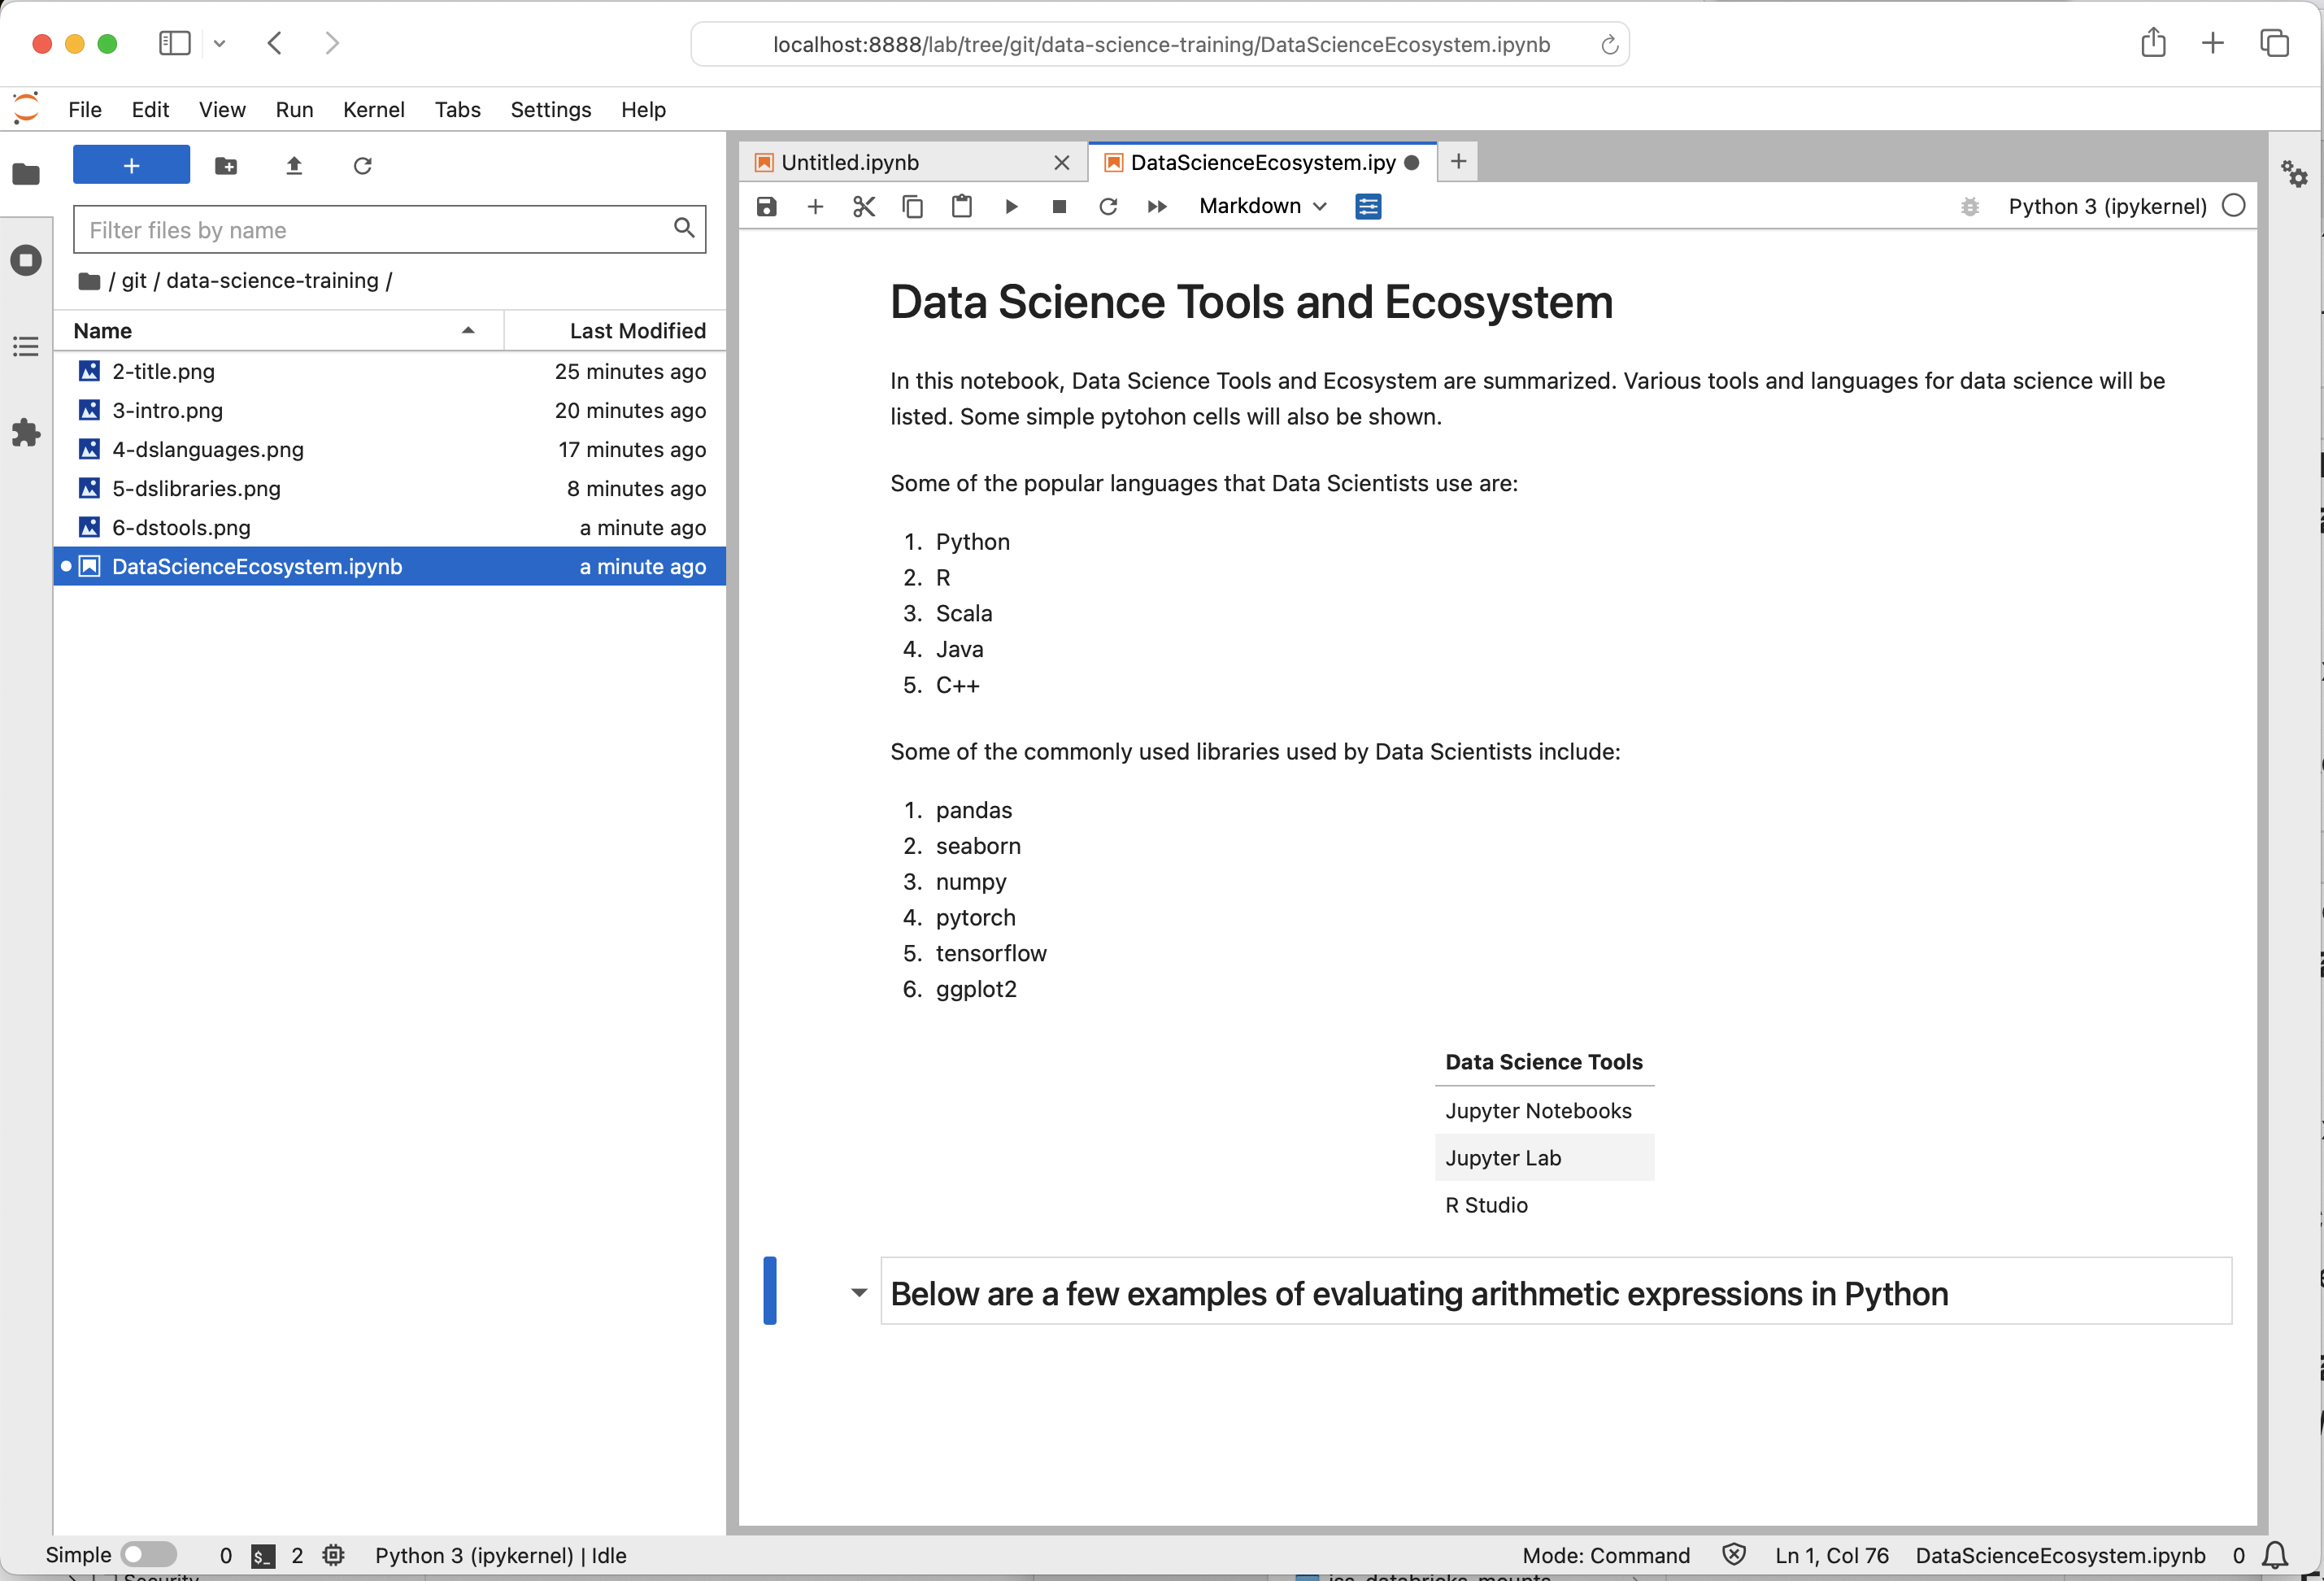 localhost:8888/lab/tree/git/data-science-training/DataScienceEcosystem.ipynb
File Edit View Run Kernel Tabs Settings Help
+
Filter files by name
/ git / data-science-training /
Name Last Modified
2-title.png 25 minutes ago
3-intro.png 20 minutes ago
4-dslanguages.png 17 minutes ago
5-dslibraries.png 8 minutes ago
6-dstools.png a minute ago
DataScienceEcosystem.ipynb a minute ago
Untitled.ipynb DataScienceEcosystem.ipy
Markdown Python 3 (ipykernel)
Data Science Tools and Ecosystem
In this notebook, Data Science Tools and Ecosystem are summarized. Various tools and languages for data science will be
listed. Some simple pytohon cells will also be shown.
Some of the popular languages that Data Scientists use are:
1. Python
2. R
3. Scala
4. Java
5. C++
Some of the commonly used libraries used by Data Scientists include:
1. pandas
2. seaborn
3. numpy
4. pytorch
5. tensorflow
6. ggplot2
Data Science Tools
Jupyter Notebooks
Jupyter Lab
R Studio
Below are a few examples of evaluating arithmetic expressions in Python
Simple 0 $_ 2 Python 3 (ipykernel) | Idle Mode: Command Ln 1, Col 76 DataScienceEcosystem.ipynb 0